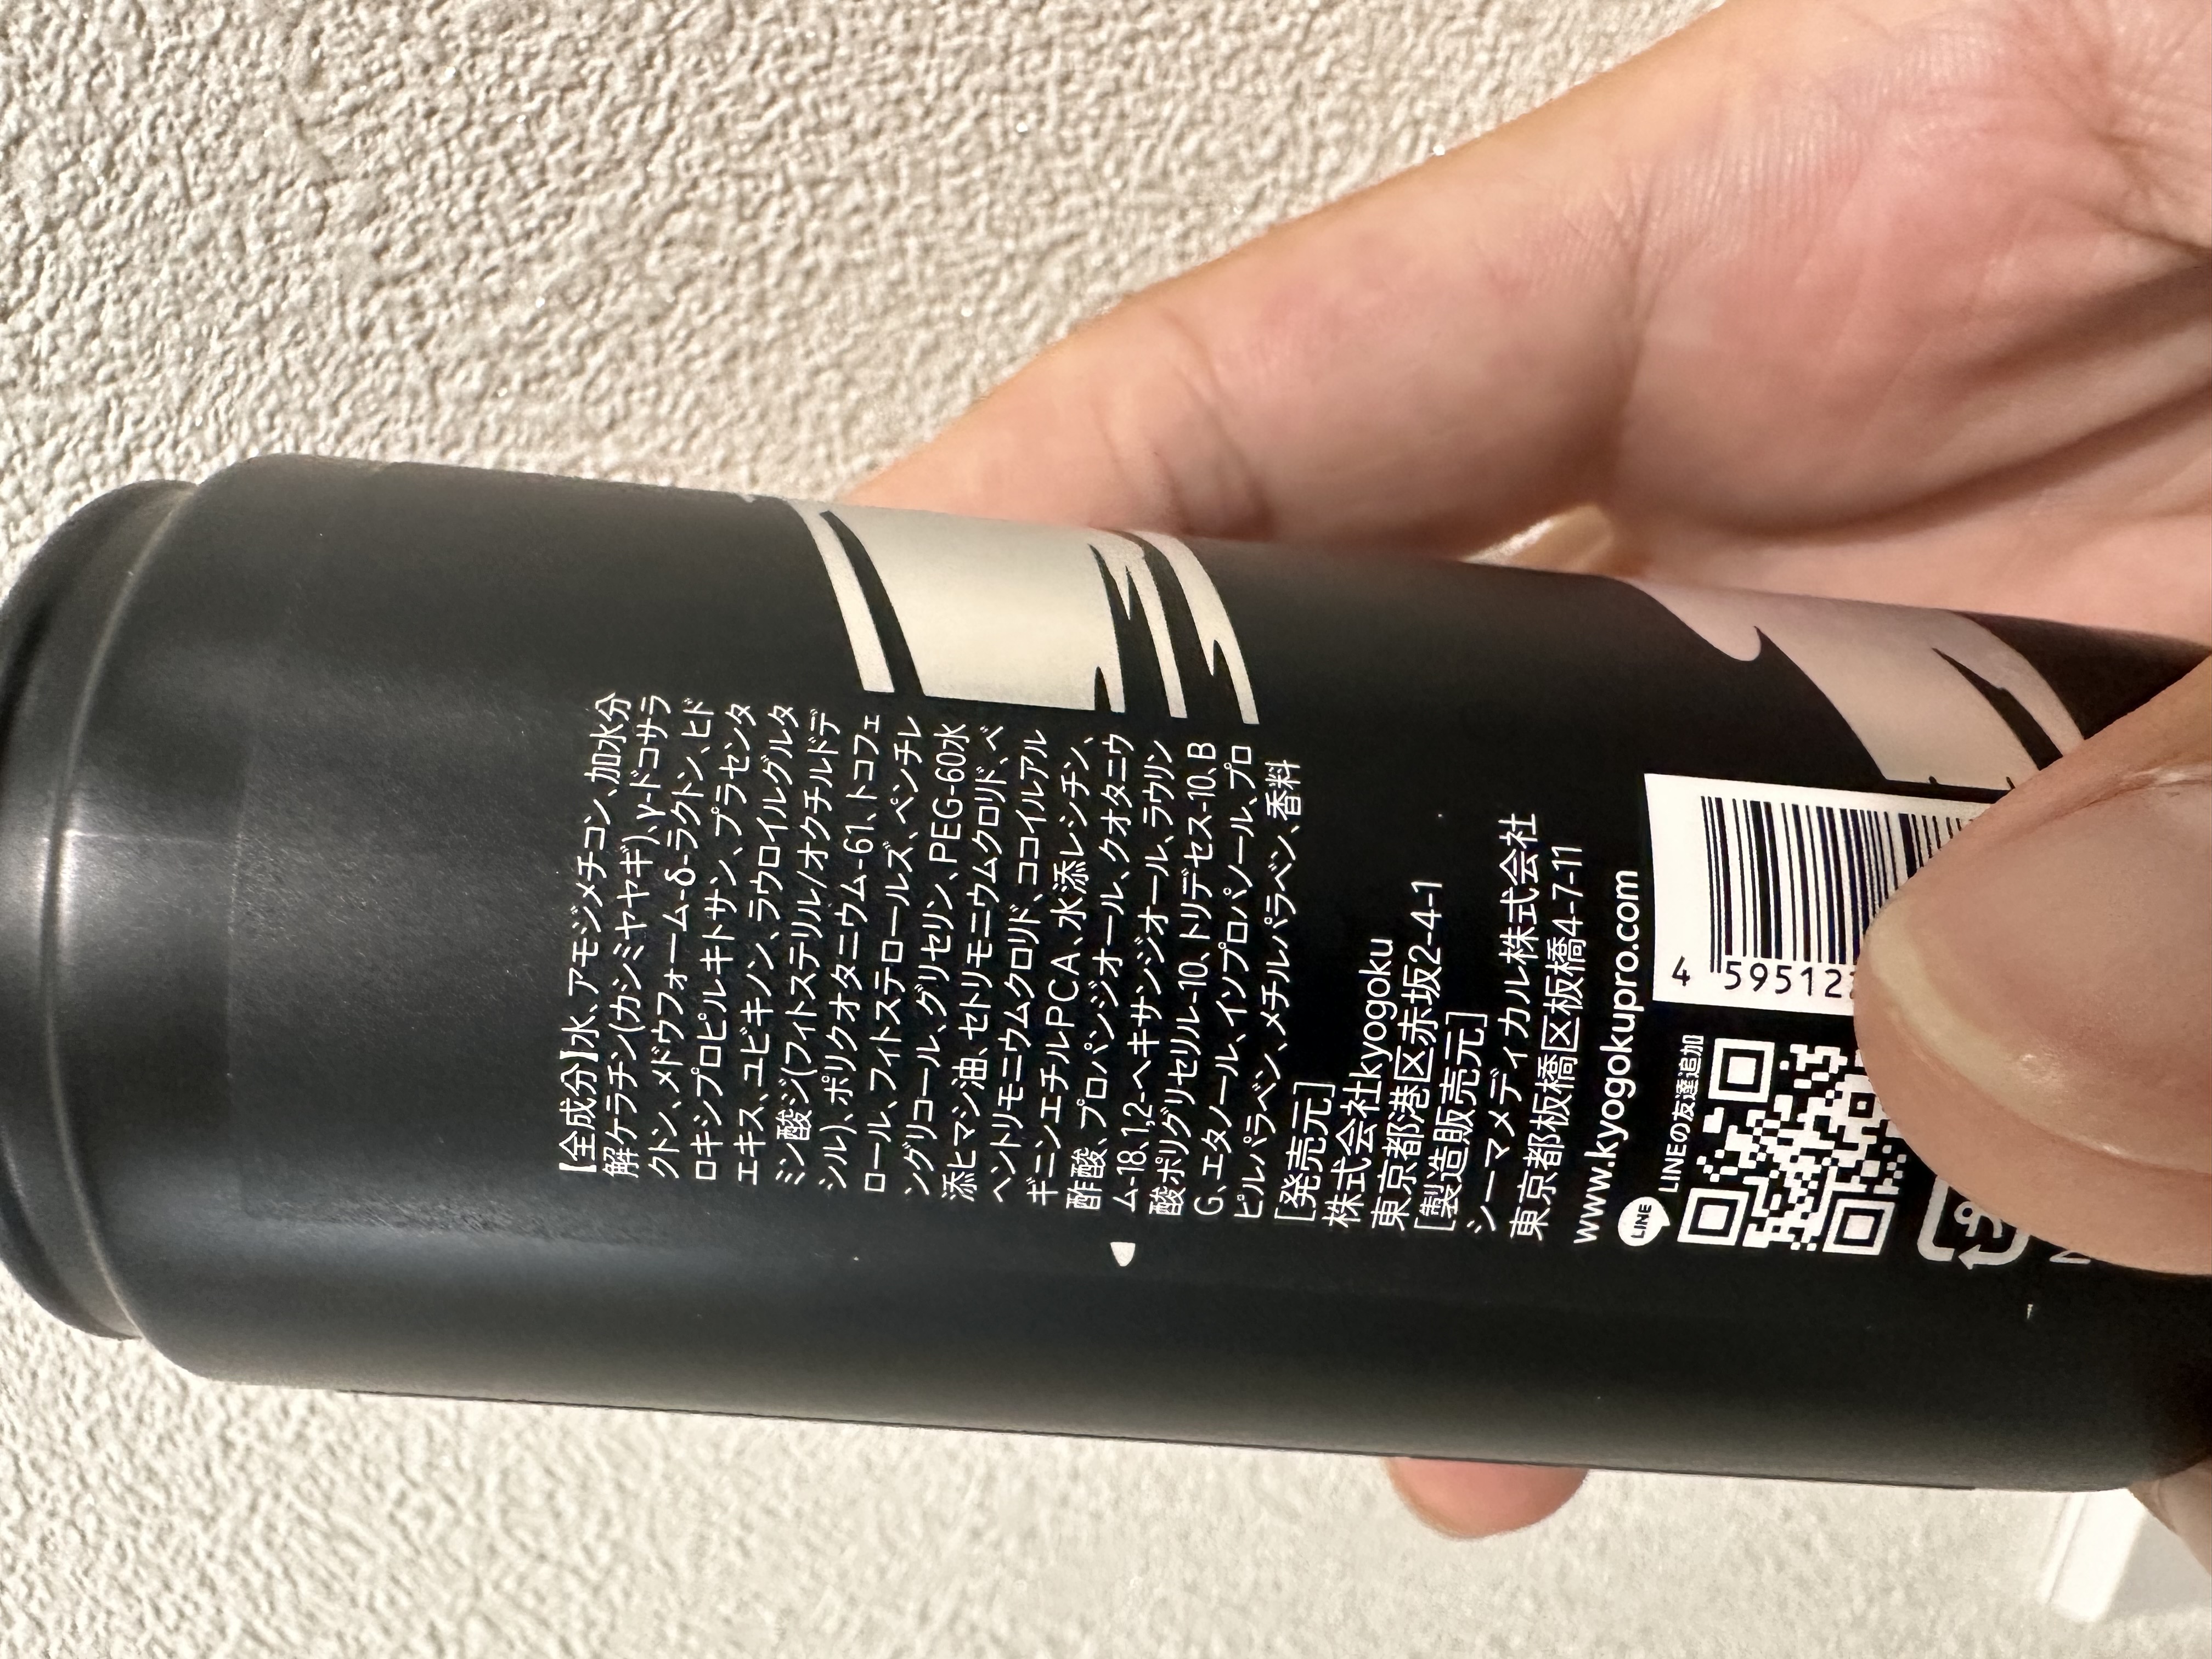 【全成分】水、アモジメチコン、加水分
解ケラチン(カシミヤヤギ)、γ-ドコサラ
クトン、メドウフォーム-δ-ラクトン、ヒド
ロキシプロピルキトサン、プラセンタ
エキス、ユビキノン、ラウロイルグルタ
ミン酸ジ(フィトステリル/オクチルドデ
シル)、ポリクオタニウム-61、トコフェ
ロール、フィトステロールズ、ペンチレ
ングリコール、グリセリン、PEG-60水
添ヒマシ油、セトリモニウムクロリド、ベ
ヘントリモニウムクロリド、ココイルアル
ギニンエチルPCA、水添レシチン、
酢酸、プロパンジオール、クオタニウ
ム-18、1,2-ヘキサンジオール、ラウリン
酸ポリグリセリル-10、トリデセス-10、B
G、エタノール、イソプロパノール、プロ
ピルパラベン、メチルパラベン、香料
[発売元]
株式会社kyogoku
東京都港区赤坂2-4-1
[製造販売元]
シーマメディカル株式会社
東京都板橋区板橋4-7-11
www.kyogokupro.com
LINE LINEの友達追加
4 59512